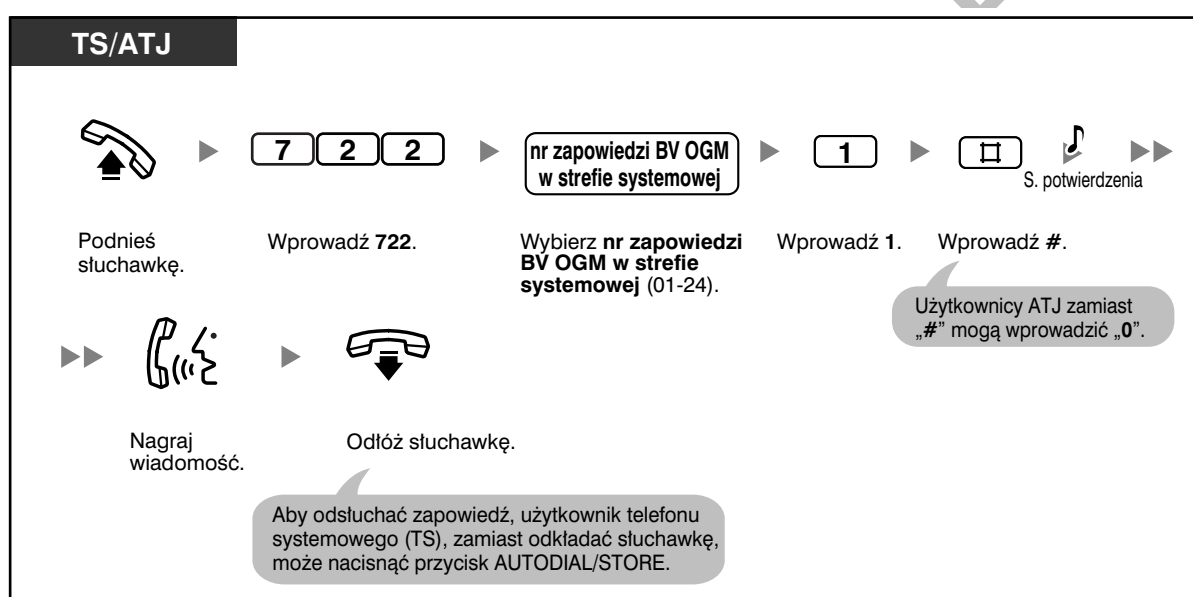 TS/ATJ
7 2 2
nr zapowiedzi BV OGM
w strefie systemowej
1
S. potwierdzenia
Podnieś
słuchawkę.
Wprowadź 722.
Wybierz nr zapowiedzi
BV OGM w strefie
systemowej (01-24).
Wprowadź 1.
Wprowadź #.
Użytkownicy ATJ zamiast
„#” mogą wprowadzić „0”.
Nagraj
wiadomość.
Odłóż słuchawkę.
Aby odsłuchać zapowiedź, użytkownik telefonu
systemowego (TS), zamiast odkładać słuchawkę,
może nacisnąć przycisk AUTODIAL/STORE.